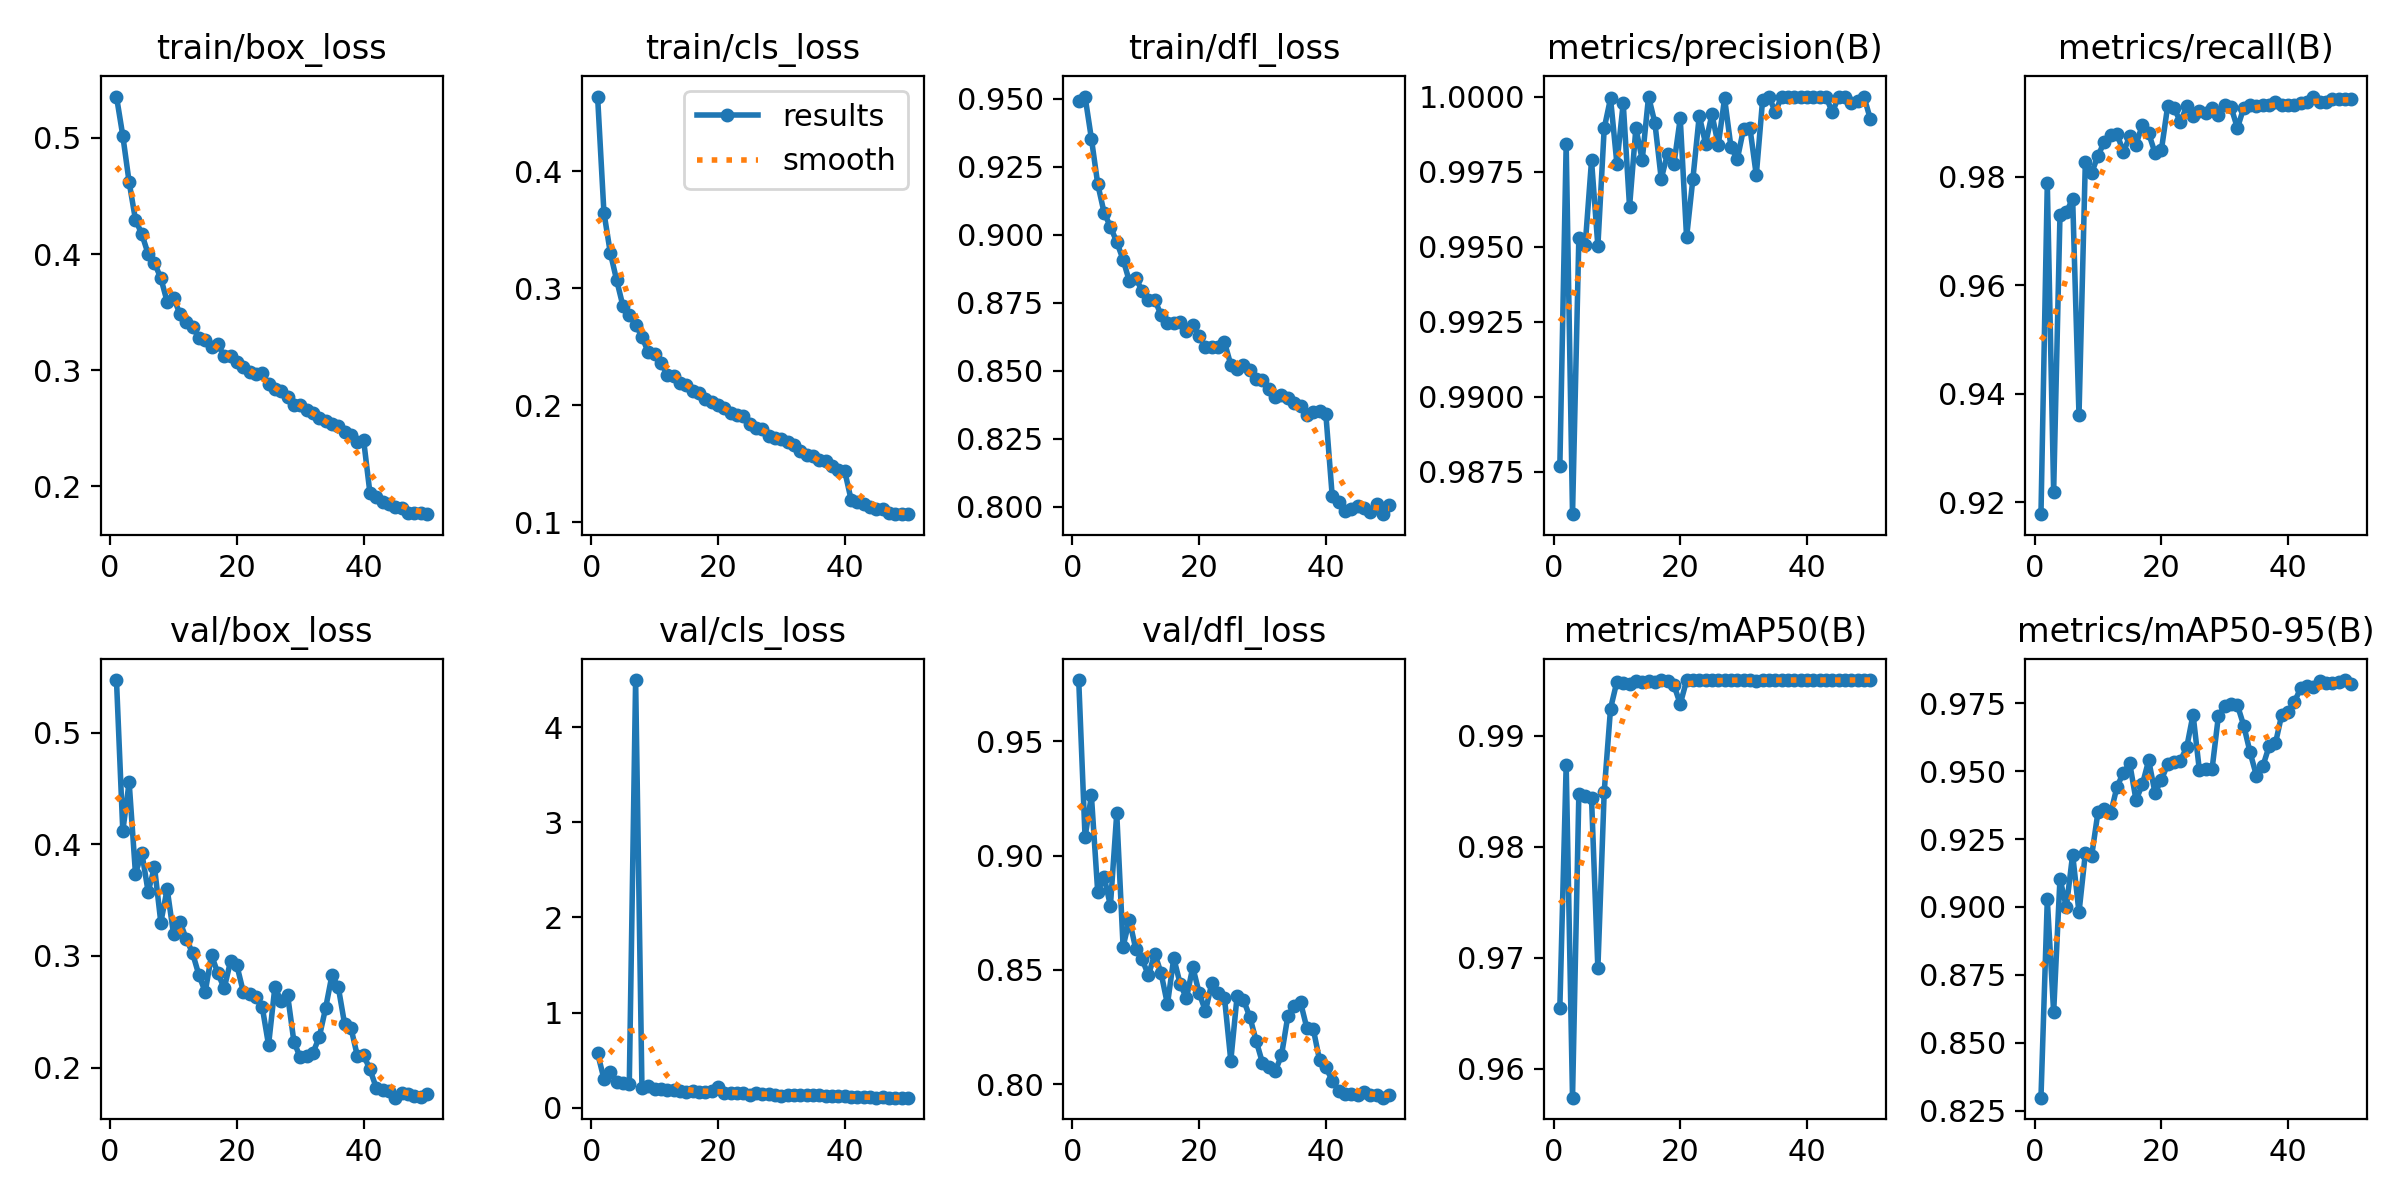 train/box_loss
train/cls_loss
train/dfl_loss
metrics/precision(B)
metrics/recall(B)
0.5
0.4
0.3
0.2
0 20 40
results
smooth
0.4
0.3
0.2
0.1
0 20 40
0.950
0.925
0.900
0.875
0.850
0.825
0.800
0 20 40
1.0000
0.9975
0.9950
0.9925
0.9900
0.9875
0 20 40
0.98
0.96
0.94
0.92
0 20 40
val/box_loss
val/cls_loss
val/dfl_loss
metrics/mAP50(B)
metrics/mAP50-95(B)
0.5
0.4
0.3
0.2
0 20 40
4
3
2
1
0
0 20 40
0.95
0.90
0.85
0.80
0 20 40
0.99
0.98
0.97
0.96
0 20 40
0.975
0.950
0.925
0.900
0.875
0.850
0.825
0 20 40